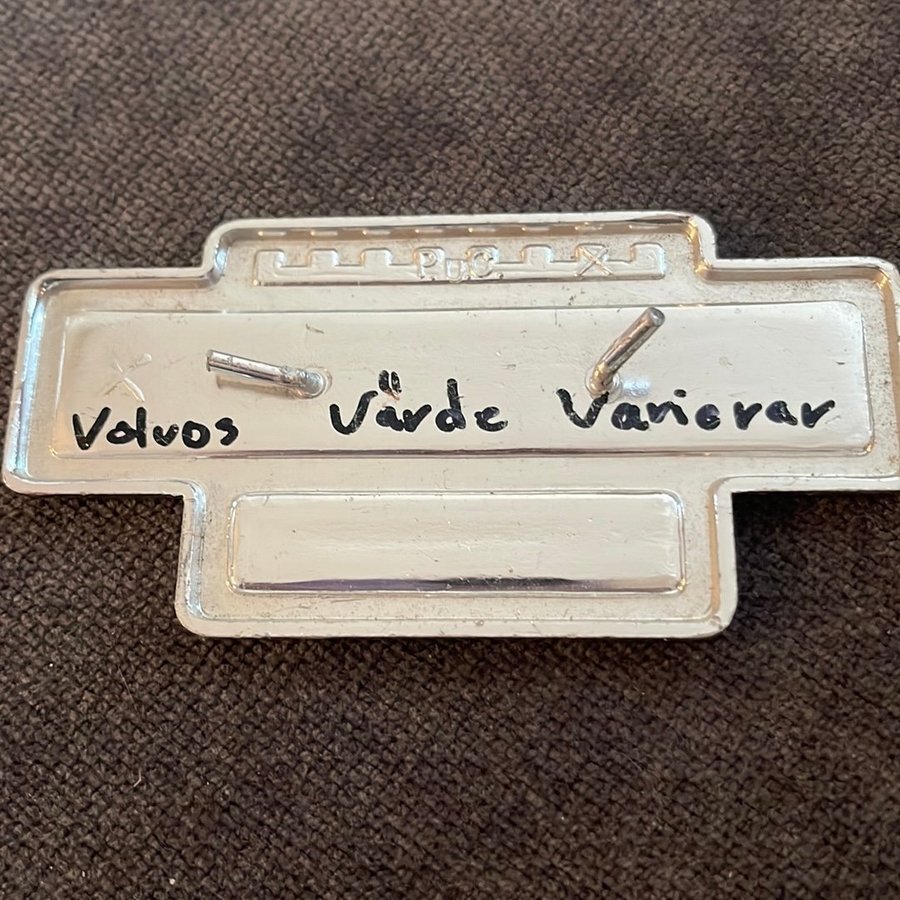 P.u.C. X
Volvos Värde Varierar